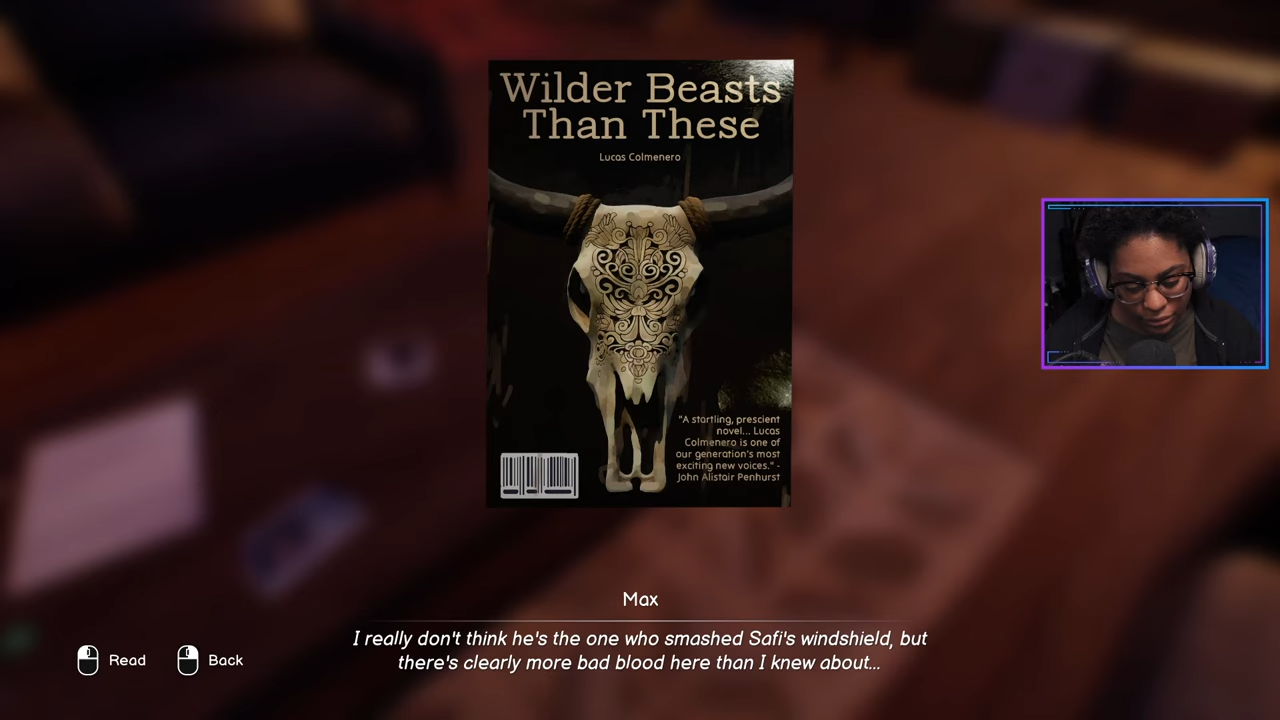 Wilder Beasts
Than These
Lucas Colmenero
"A startling, prescient
novel... Lucas
Colmenero is one of
our generation's most
exciting new voices." -
John Alistair Penhurst
Max
I really don't think he's the one who smashed Safi's windshield, but
there's clearly more bad blood here than I knew about...
Read
Back